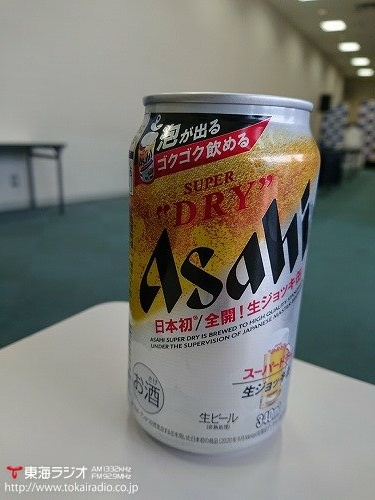 泡が出る
ゴクゴク飲める
SUPER
"DRY"
Asahi
日本初※/全開!生ジョッキ缶
ASAHI SUPER DRY IS BREWED TO HIGH QUALITY
UNDER THE SUPERVISION OF JAPANESE MASTER
スーパード
生ジョッキ缶
お酒
生ビール
東海ラジオ AM1332kHz FM92.9MHz
http://www.tokairadio.co.jp